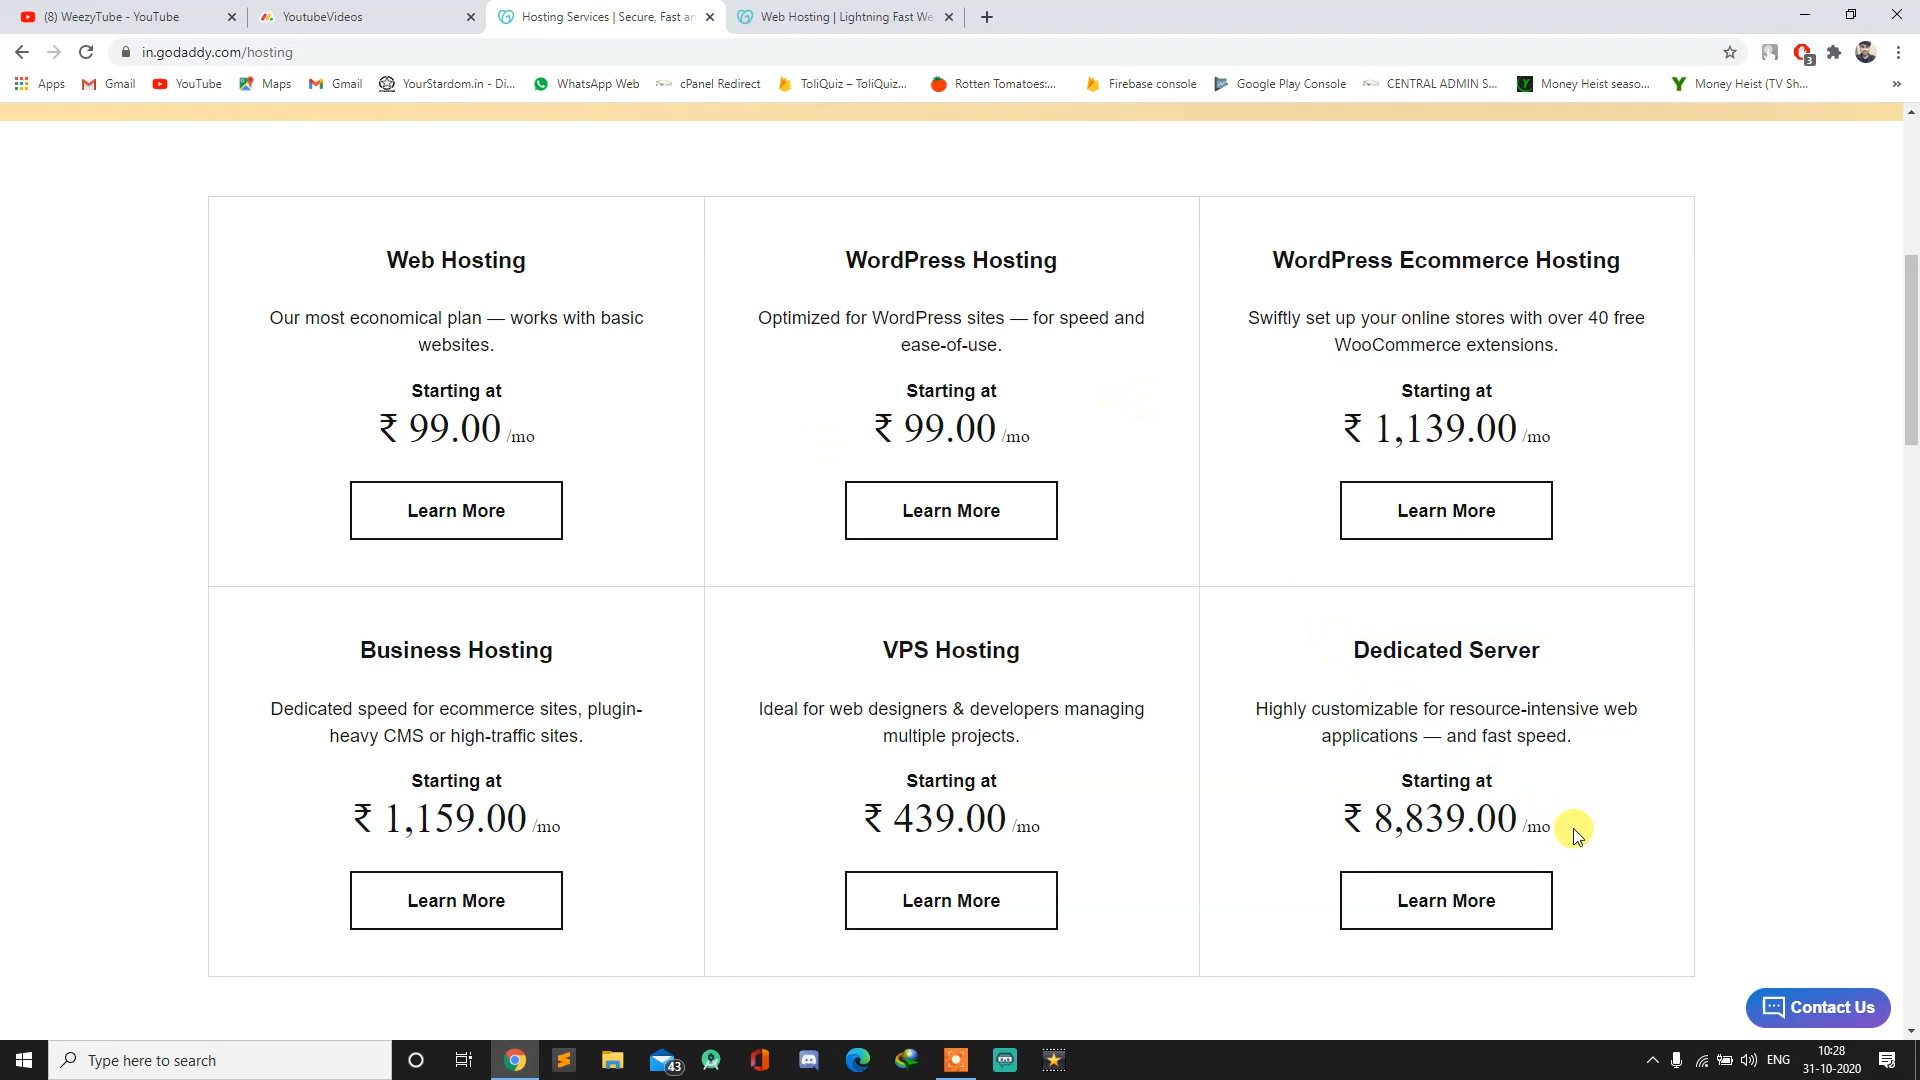 (8) WeezyTube - YouTube
YoutubeVideos
Hosting Services | Secure, Fast an
Web Hosting | Lightning Fast We
in.godaddy.com/hosting
3
Apps
Gmail
YouTube
Maps
Gmail
YourStardom.in - Di...
WhatsApp Web
cPanel Redirect
ToliQuiz – ToliQuiz...
Rotten Tomatoes:...
Firebase console
Google Play Console
CENTRAL ADMIN S...
Money Heist seaso...
Money Heist (TV Sh...
»
Web Hosting
Our most economical plan — works with basic
websites.
Starting at
₹ 99.00 /mo
Learn More
WordPress Hosting
Optimized for WordPress sites — for speed and
ease-of-use.
Starting at
₹ 99.00 /mo
Learn More
WordPress Ecommerce Hosting
Swiftly set up your online stores with over 40 free
WooCommerce extensions.
Starting at
₹ 1,139.00 /mo
Learn More
Business Hosting
Dedicated speed for ecommerce sites, plugin-
heavy CMS or high-traffic sites.
Starting at
₹ 1,159.00 /mo
Learn More
VPS Hosting
Ideal for web designers & developers managing
multiple projects.
Starting at
₹ 439.00 /mo
Learn More
Dedicated Server
Highly customizable for resource-intensive web
applications — and fast speed.
Starting at
₹ 8,839.00 /mo
Learn More
Contact Us
Type here to search
43
ENG
10:28
31-10-2020